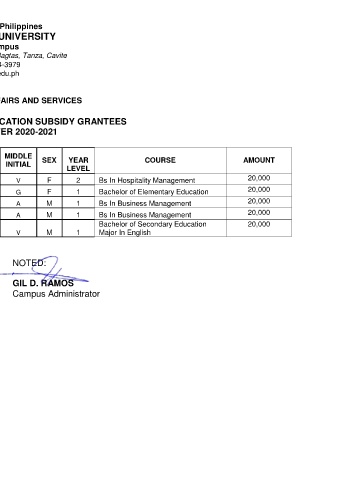 Philippines
UNIVERSITY
mpus
Bagtas, Tanza, Cavite
-3979
edu.ph
AIRS AND SERVICES
CATION SUBSIDY GRANTEES
ER 2020-2021
MIDDLE INITIAL SEX YEAR LEVEL COURSE AMOUNT
V F 2 Bs In Hospitality Management 20,000
G F 1 Bachelor of Elementary Education 20,000
A M 1 Bs In Business Management 20,000
A M 1 Bs In Business Management 20,000
V M 1 Bachelor of Secondary Education Major In English 20,000
NOTED:
GIL D. RAMOS
Campus Administrator